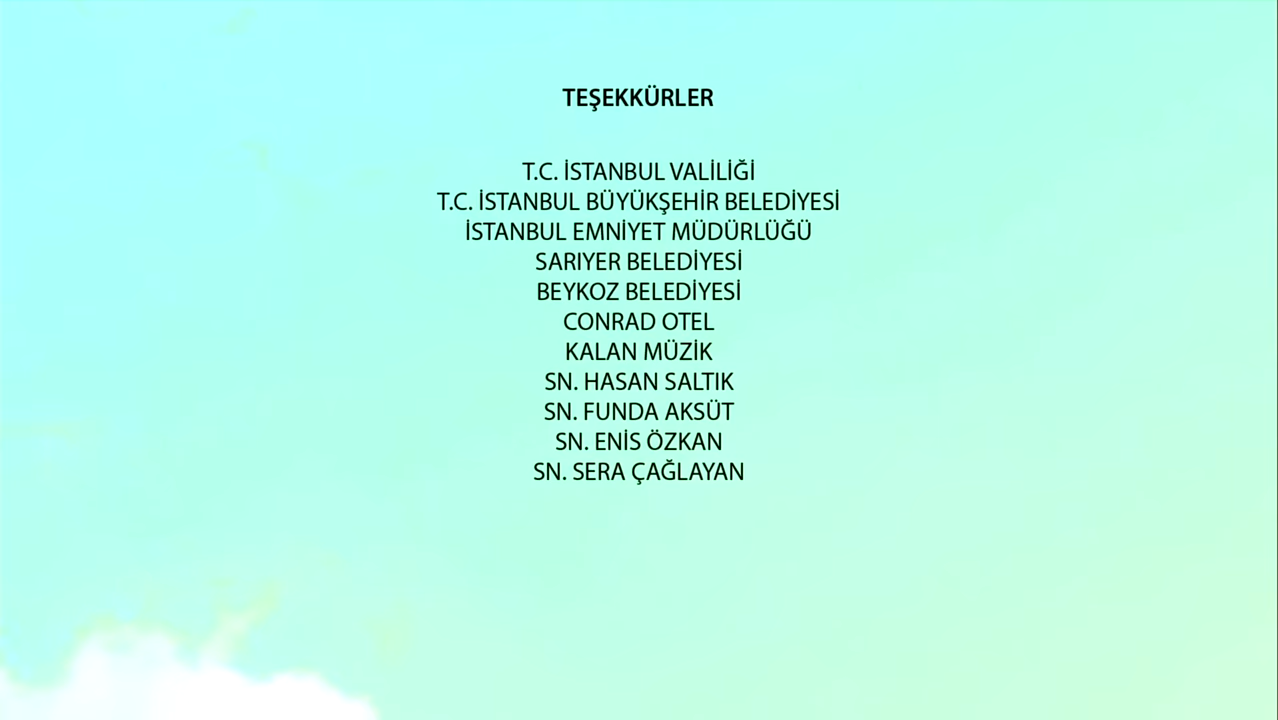 TEŞEKKÜRLER
T.C. İSTANBUL VALİLİĞİ
T.C. İSTANBUL BÜYÜKŞEHİR BELEDİYESİ
İSTANBUL EMNİYET MÜDÜRLÜĞÜ
SARIYER BELEDİYESİ
BEYKOZ BELEDİYESİ
CONRAD OTEL
KALAN MÜZİK
SN. HASAN SALTIK
SN. FUNDA AKSÜT
SN. ENİS ÖZKAN
SN. SERA ÇAĞLAYAN